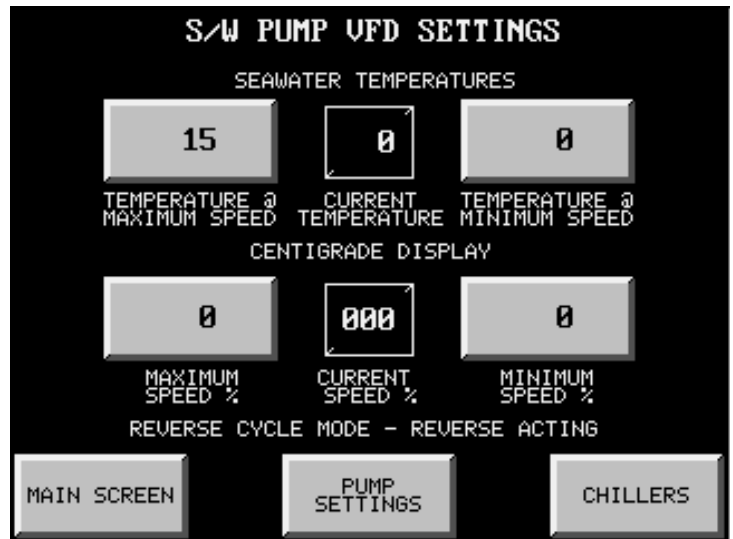 S/W PUMP VFD SETTINGS
SEAWATER TEMPERATURES
15 0 0
TEMPERATURE @ CURRENT TEMPERATURE @
MAXIMUM SPEED TEMPERATURE MINIMUM SPEED
CENTIGRADE DISPLAY
0 000 0
MAXIMUM CURRENT MINIMUM
SPEED % SPEED % SPEED %
REVERSE CYCLE MODE - REVERSE ACTING
MAIN SCREEN PUMP CHILLERS
SETTINGS